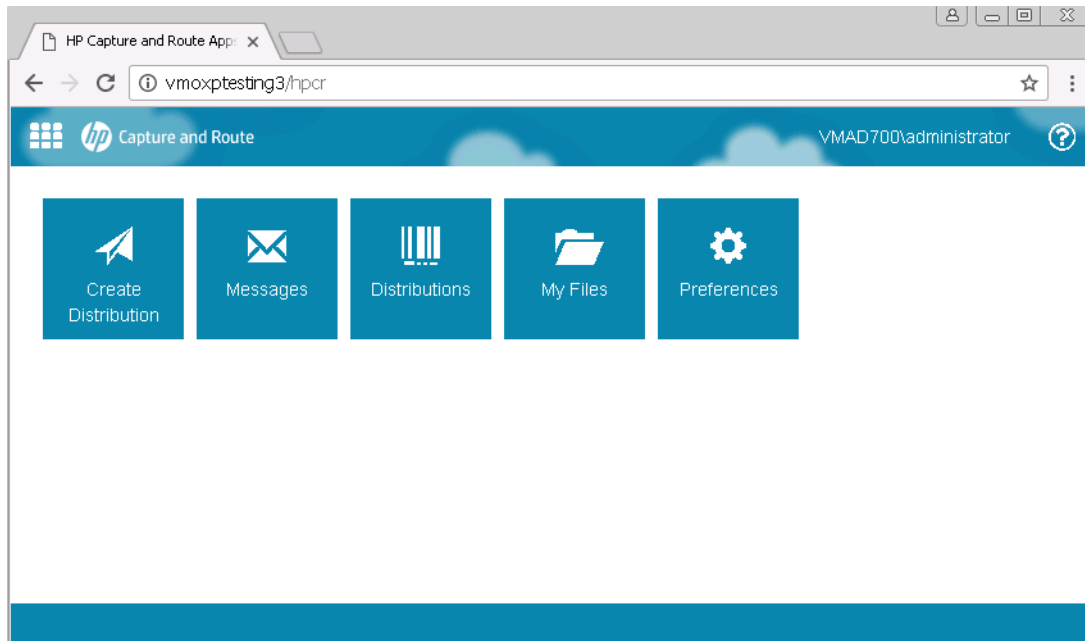 HP Capture and Route App
vmoxptesting3/hpcr
hp Capture and Route
VMAD700\administrator
?
Create
Distribution
Messages
Distributions
My Files
Preferences